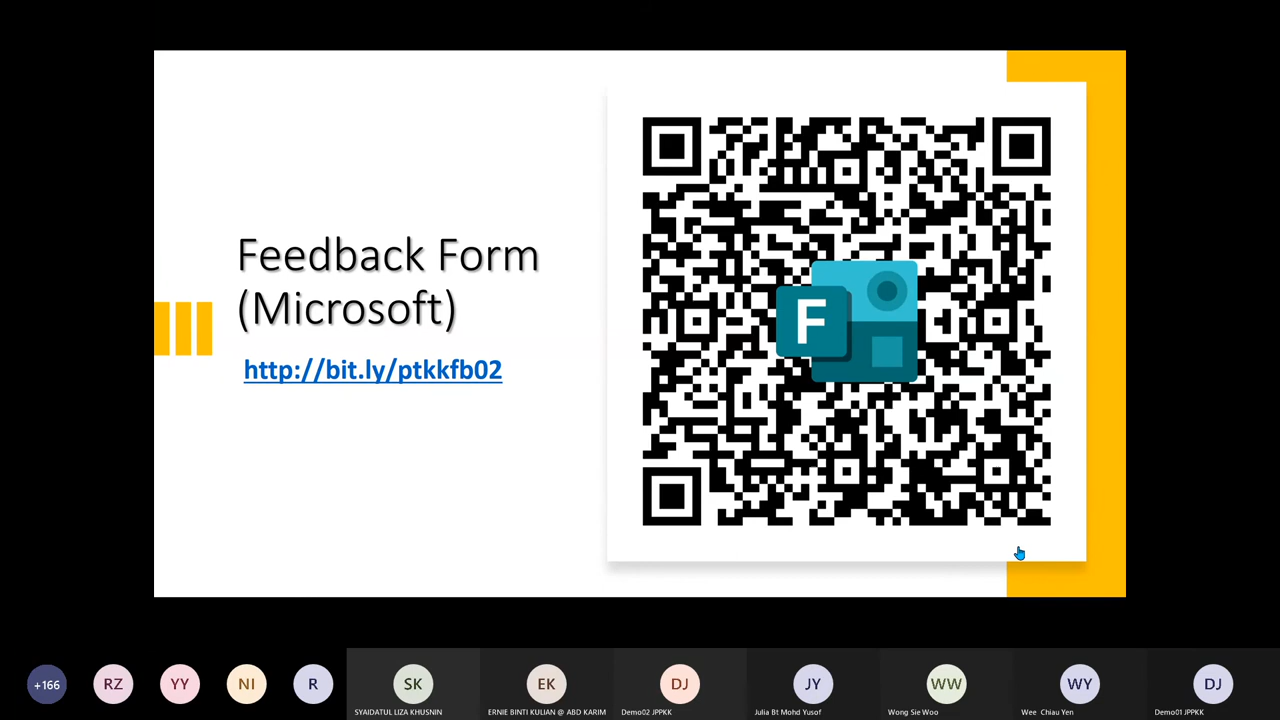 Feedback Form
(Microsoft)
http://bit.ly/ptkkfb02
F
+166
RZ
YY
NI
R
SK
EK
DJ
JY
WW
WY
DJ
SYAIDATUL LIZA KHUSNIN
ERNIE BINTI KULIAN @ ABD KARIM
Demo02 JPPKK
Julia Bt Mohd Yusof
Wong Sie Woo
Wee Chiau Yen
Demo01 JPPKK